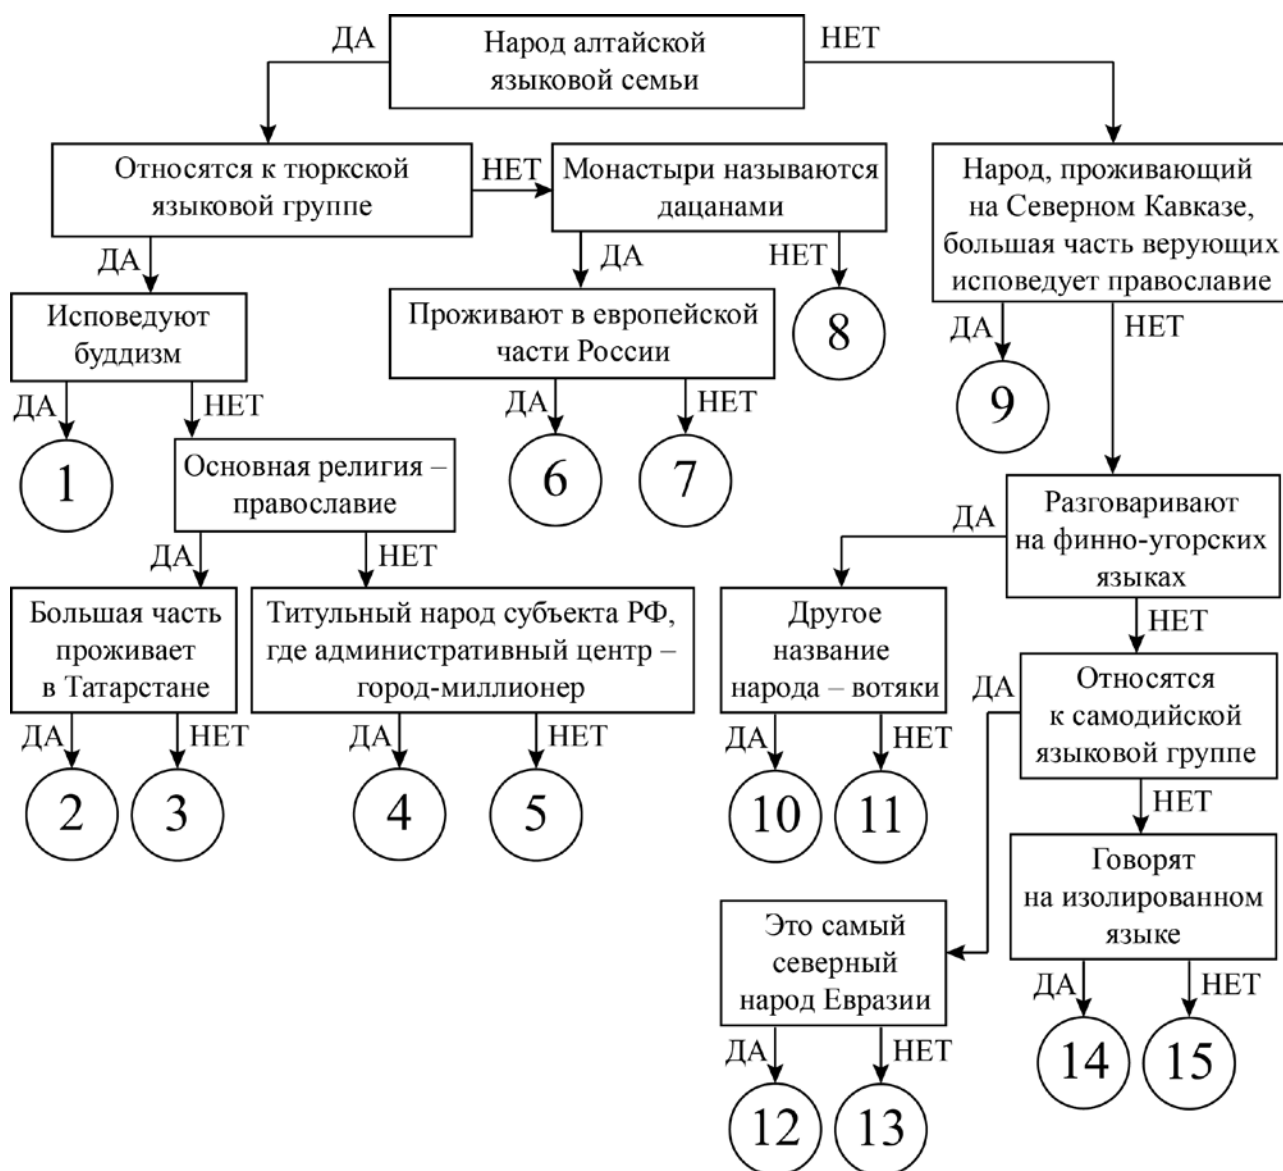 Народ алтайской
языковой семьи
ДА
НЕТ
Относятся к тюркской
языковой группе
НЕТ
Монастыри называются
дацанами
Народ, проживающий
на Северном Кавказе,
большая часть верующих
исповедует православие
ДА
ДА
НЕТ
Исповедуют
буддизм
Проживают в европейской
части России
8
ДА
НЕТ
ДА
НЕТ
ДА
НЕТ
9
1
Основная религия –
православие
6
7
Разговаривают
на финно-угорских
языках
ДА
НЕТ
ДА
НЕТ
Большая часть
проживает
в Татарстане
Титульный народ субъекта РФ,
где административный центр –
город-миллионер
Другое
название
народа – вотяки
Относятся
к самодийской
языковой группе
ДА
ДА
НЕТ
ДА
НЕТ
ДА
НЕТ
НЕТ
2
3
4
5
10
11
Говорят
на изолированном
языке
Это самый
северный
народ Евразии
ДА
НЕТ
ДА
НЕТ
14
15
12
13